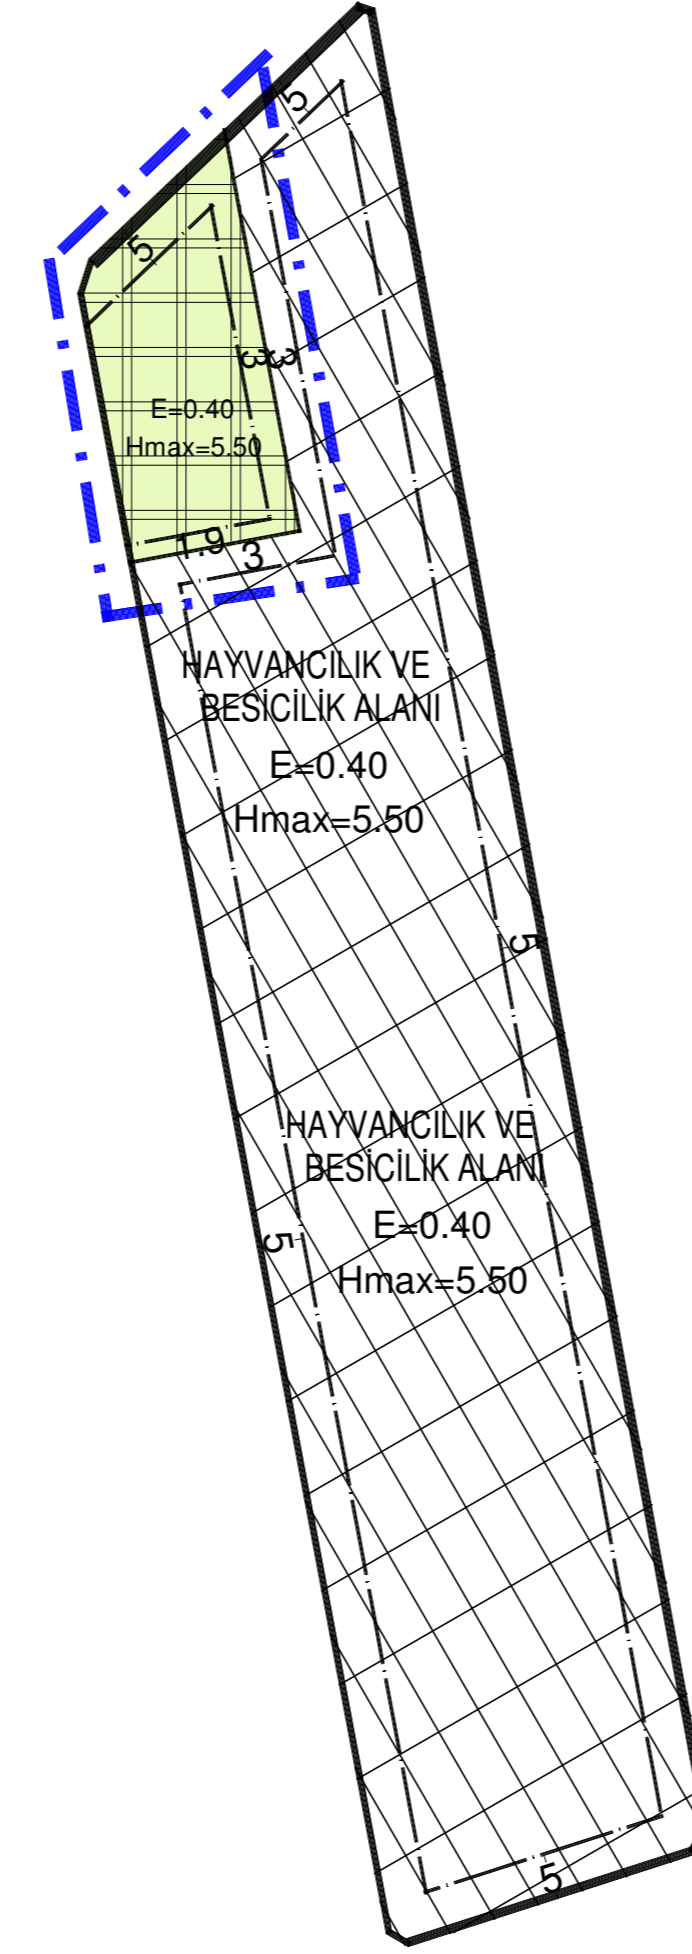 5
5
3
3
E=0.40
Hmax=5.50
1.9
3
HAYVANCILIK VE
BESİCİLİK ALANI
E=0.40
Hmax=5.50
5
HAYVANCILIK VE
BESİCİLİK ALANI
E=0.40
Hmax=5.50
5
5